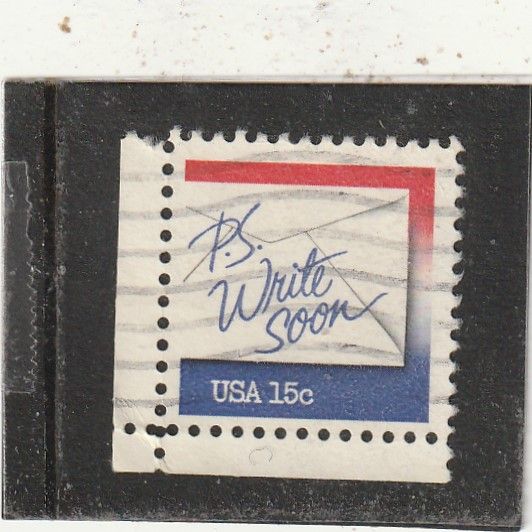 P.S.
Write
Soon
USA 15c